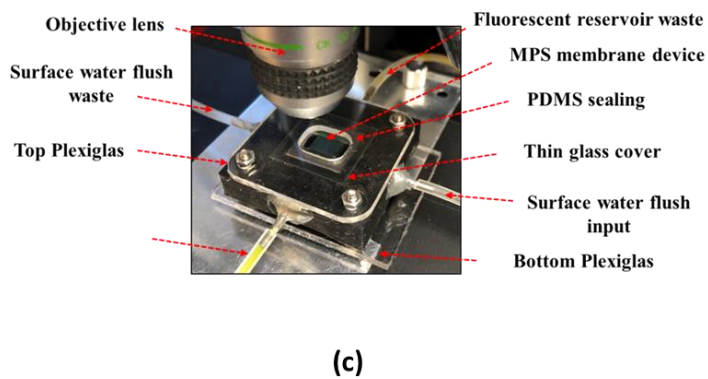 Objective lens
Surface water flush
waste
Top Plexiglas
Fluorescent reservoir waste
MPS membrane device
PDMS sealing
Thin glass cover
Surface water flush
input
Bottom Plexiglas
(c)